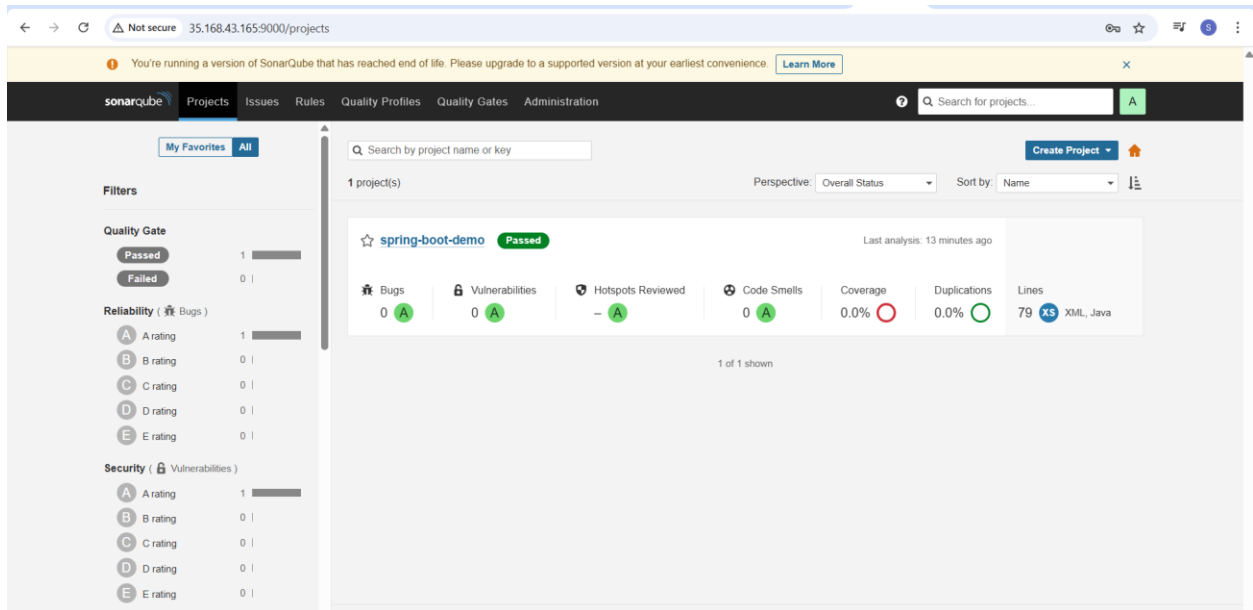 Not secure 35.168.43.165:9000/projects
S
You're running a version of SonarQube that has reached end of life. Please upgrade to a supported version at your earliest convenience. Learn More
sonarqube Projects Issues Rules Quality Profiles Quality Gates Administration ? Search for projects... A
My Favorites All
Filters
Quality Gate
Passed 1
Failed 0
Reliability ( Bugs )
A A rating 1
B B rating 0
C C rating 0
D D rating 0
E E rating 0
Security ( Vulnerabilities )
A A rating 1
B B rating 0
C C rating 0
D D rating 0
E E rating 0
Search by project name or key
Create Project
1 project(s)
Perspective: Overall Status Sort by: Name
spring-boot-demo Passed Last analysis: 13 minutes ago
Bugs Vulnerabilities Hotspots Reviewed Code Smells Coverage Duplications Lines
0 A 0 A – A 0 A 0.0% 0.0% 79 XS XML, Java
1 of 1 shown